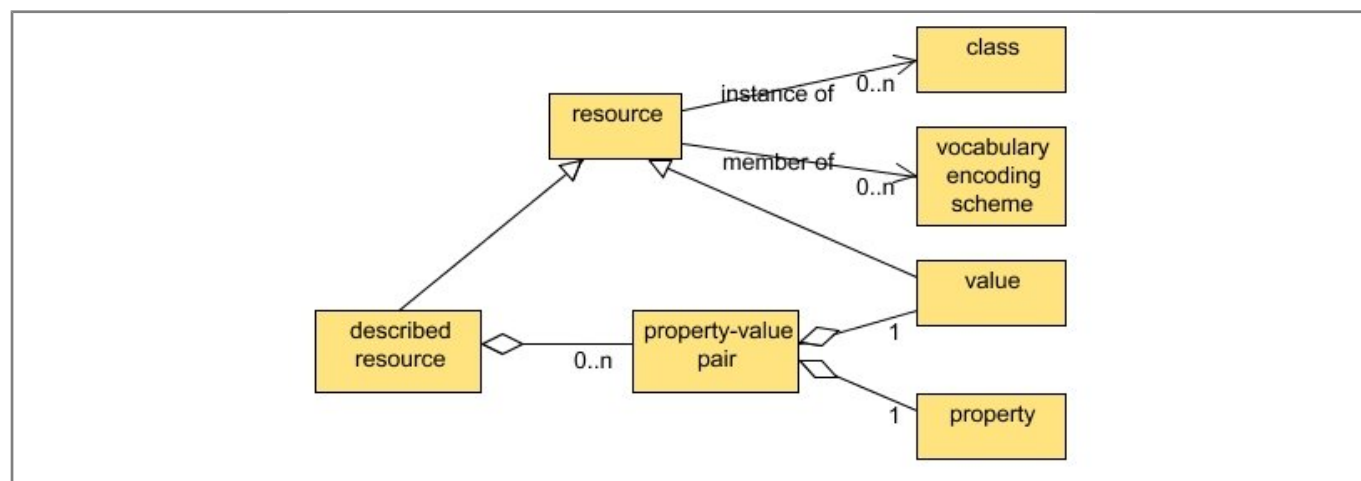 class
instance of
0..n
resource
vocabulary
encoding
scheme
member of
0..n
value
described
resource
0..n
property-value
pair
1
1
property